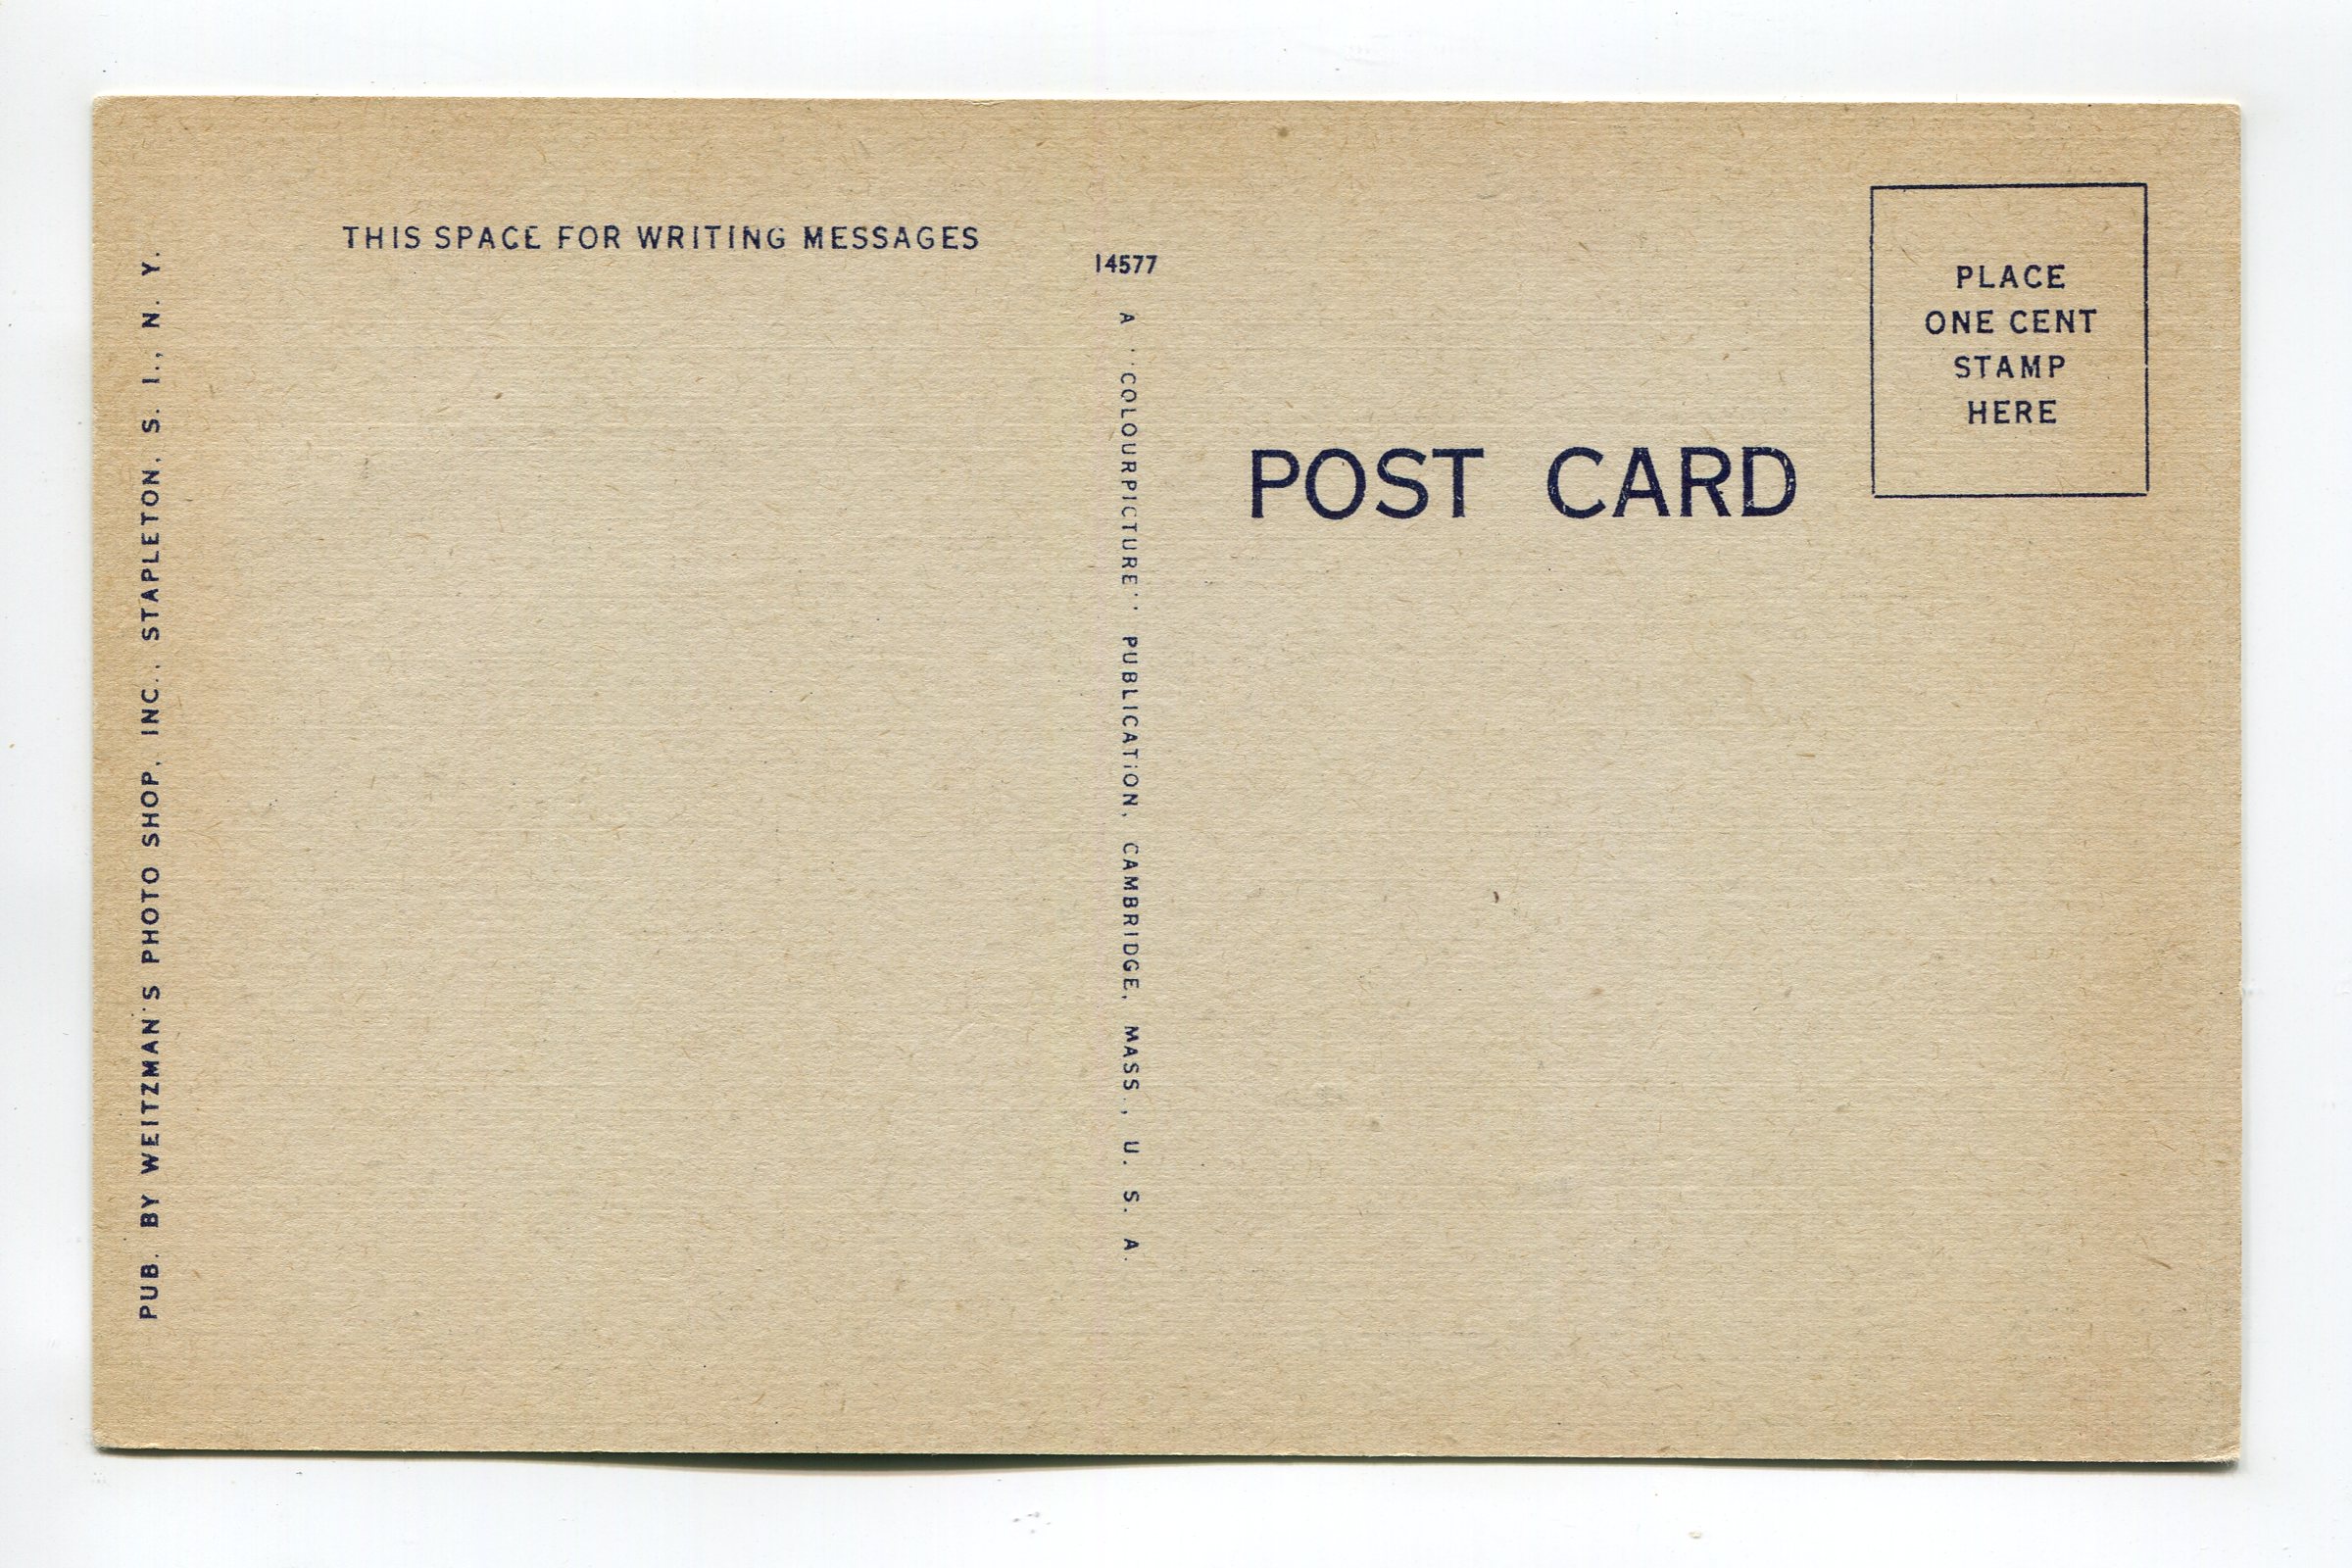 THIS SPACE FOR WRITING MESSAGES
PUB. BY WEITZMAN'S PHOTO SHOP, INC., STAPLETON, S. I., N. Y.
14577
A "COLOURPICTURE" PUBLICATION, CAMBRIDGE, MASS., U. S. A.
POST CARD
PLACE
ONE CENT
STAMP
HERE